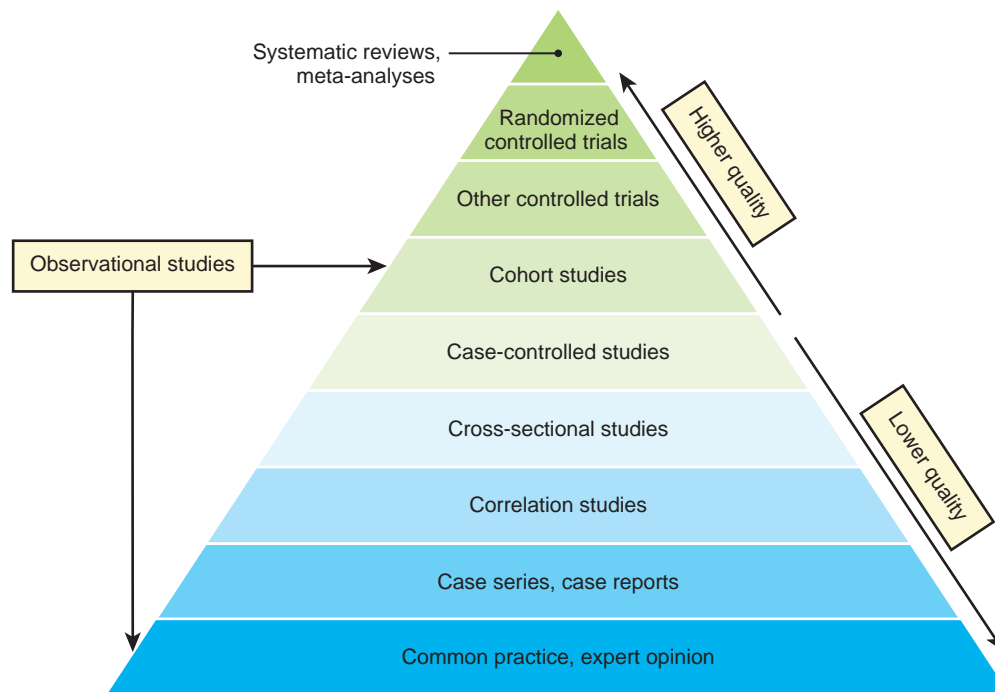 Systematic reviews,
meta-analyses
Randomized
controlled trials
Higher quality
Other controlled trials
Observational studies
Cohort studies
Case-controlled studies
Cross-sectional studies
Lower quality
Correlation studies
Case series, case reports
Common practice, expert opinion